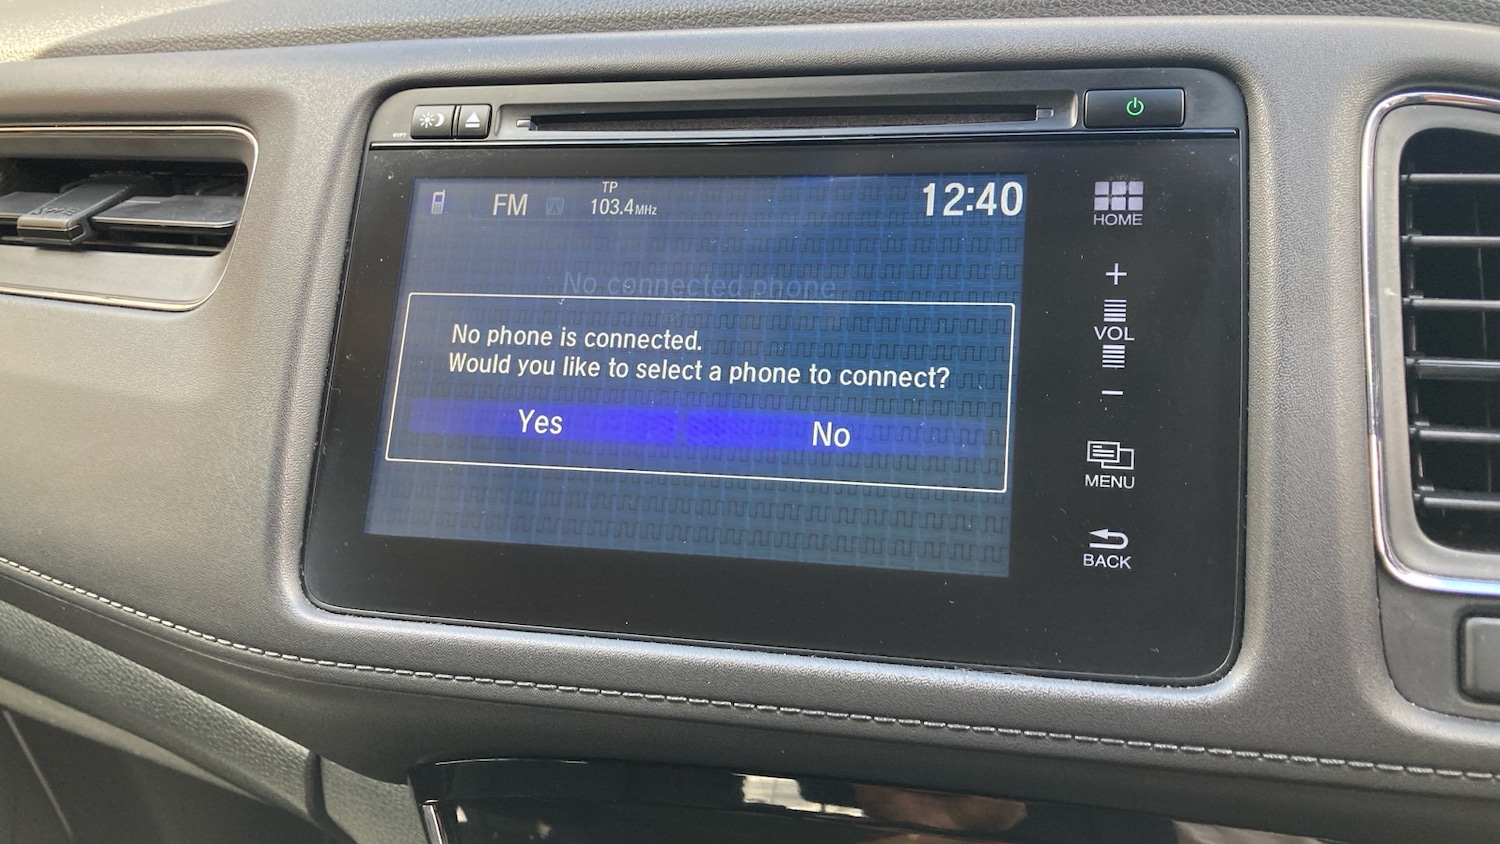 TP
FM
103.4MHz
12:40
No connected phone
No phone is connected.
Would you like to select a phone to connect?
Yes
No
HOME
+
VOL
−
MENU
BACK